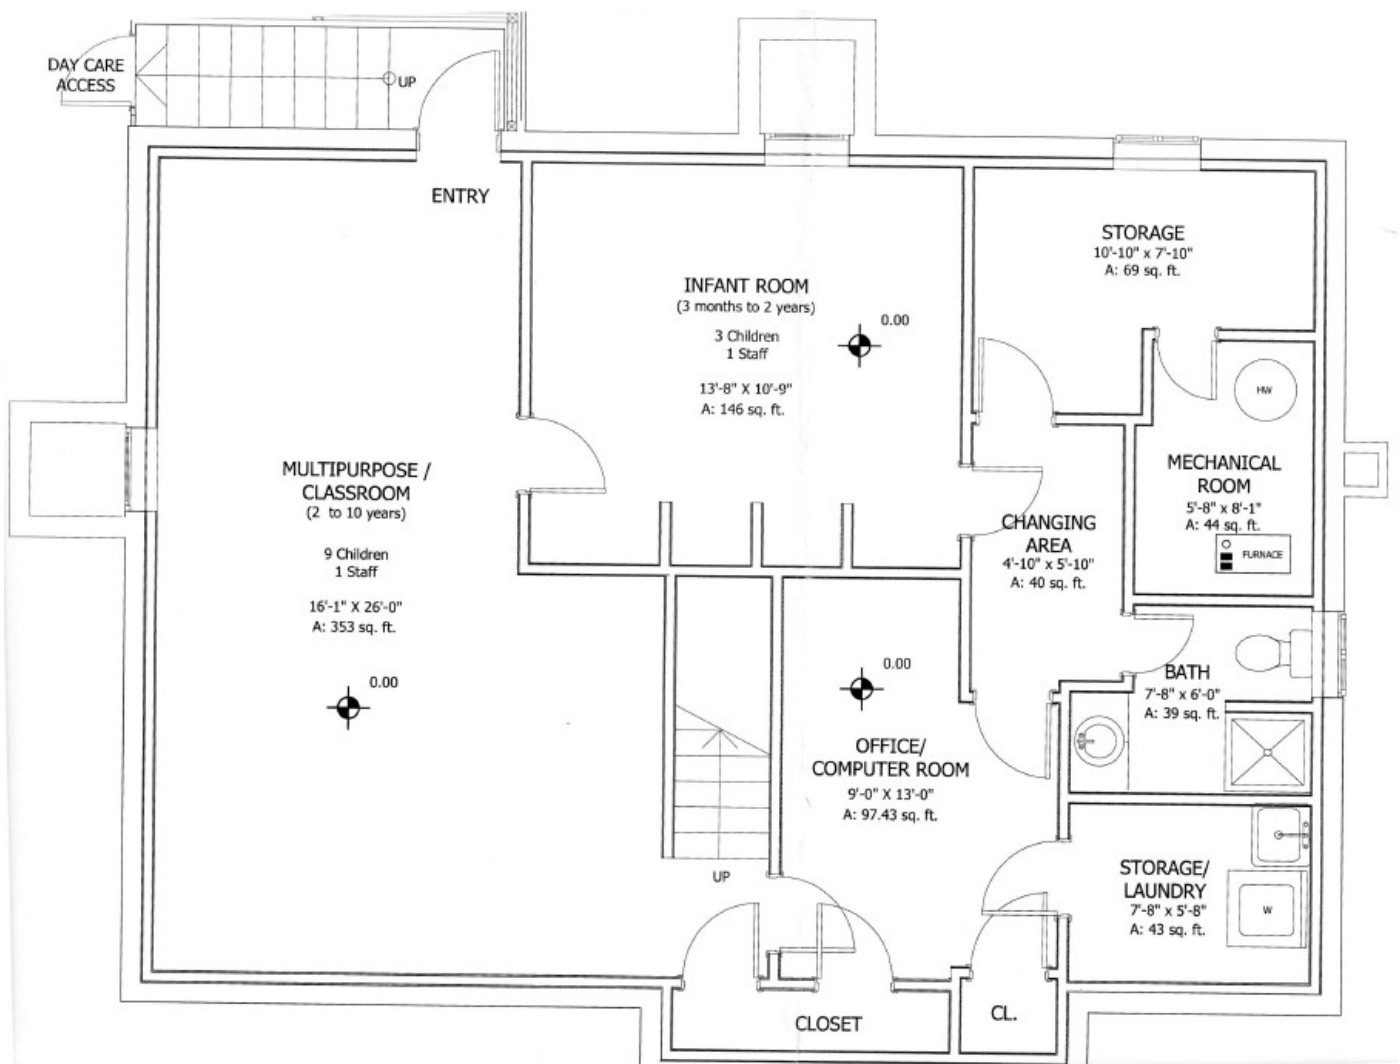 DAY CARE
ACCESS
UP
ENTRY
INFANT ROOM
(3 months to 2 years)
3 Children
1 Staff
13'-8" X 10'-9"
A: 146 sq. ft.
0.00
STORAGE
10'-10" x 7'-10"
A: 69 sq. ft.
HW
MULTIPURPOSE /
CLASSROOM
(2 to 10 years)
9 Children
1 Staff
16'-1" X 26'-0"
A: 353 sq. ft.
0.00
MECHANICAL
ROOM
5'-8" x 8'-1"
A: 44 sq. ft.
FURNACE
CHANGING
AREA
4'-10" x 5'-10"
A: 40 sq. ft.
0.00
BATH
7'-8" x 6'-0"
A: 39 sq. ft.
OFFICE/
COMPUTER ROOM
9'-0" X 13'-0"
A: 97.43 sq. ft.
UP
STORAGE/
LAUNDRY
7'-8" x 5'-8"
A: 43 sq. ft.
W
CLOSET
CL.